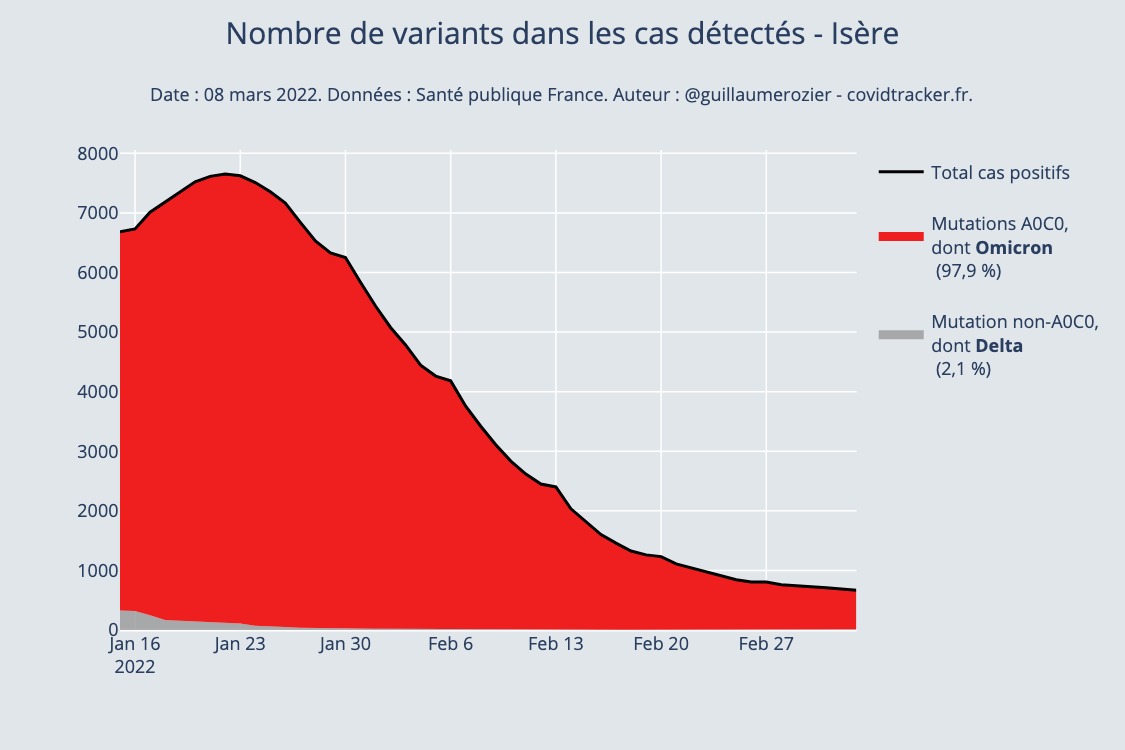 Nombre de variants dans les cas détectés - Isère
Date : 08 mars 2022. Données : Santé publique France. Auteur : @guillaumerozier - covidtracker.fr.
8000
7000
6000
5000
4000
3000
2000
1000
0
Jan 16
2022
Jan 23
Jan 30
Feb 6
Feb 13
Feb 20
Feb 27
Total cas positifs
Mutations A0C0,
dont Omicron
(97,9 %)
Mutation non-A0C0,
dont Delta
(2,1 %)